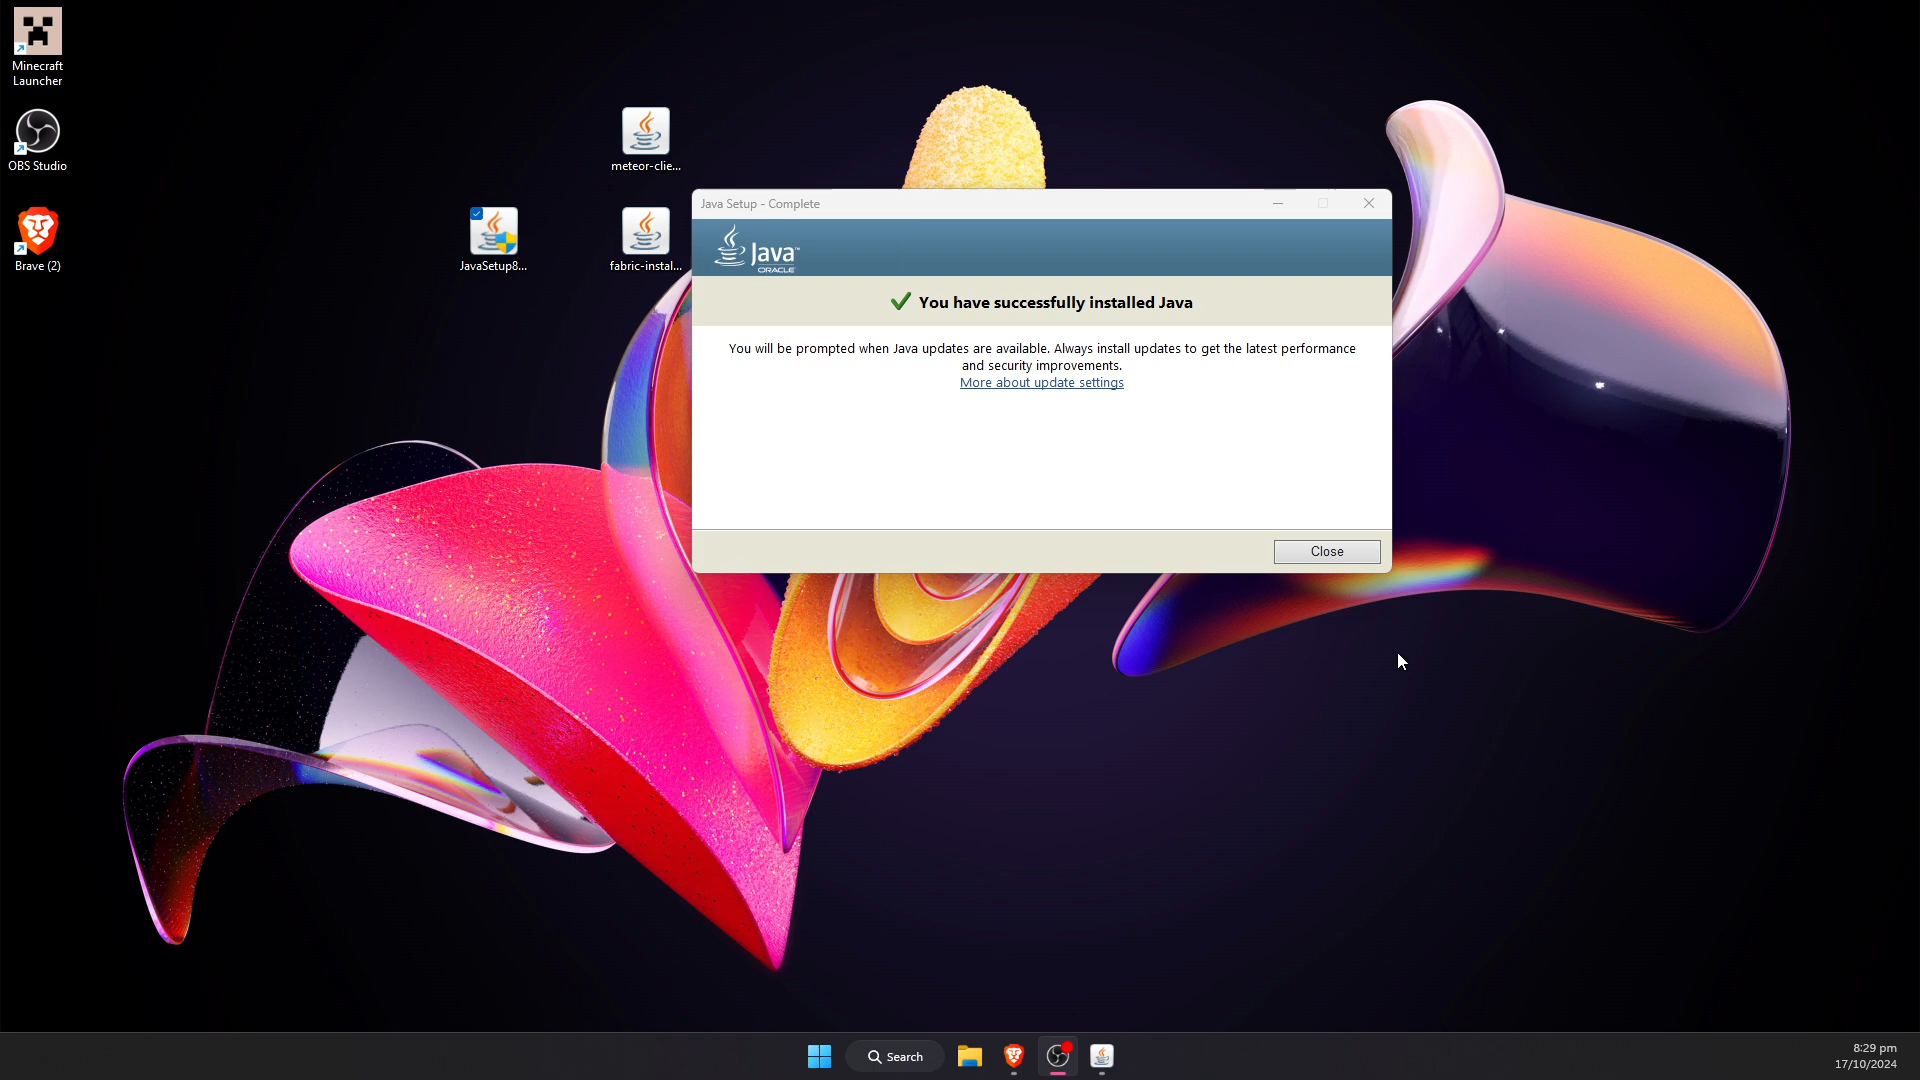 Minecraft
Launcher
OBS Studio
Brave (2)
meteor-clie...
JavaSetup8...
fabric-instal...
Java Setup - Complete
Java™
ORACLE
You have successfully installed Java
You will be prompted when Java updates are available. Always install updates to get the latest performance
and security improvements.
More about update settings
Close
Search
8:29 pm
17/10/2024